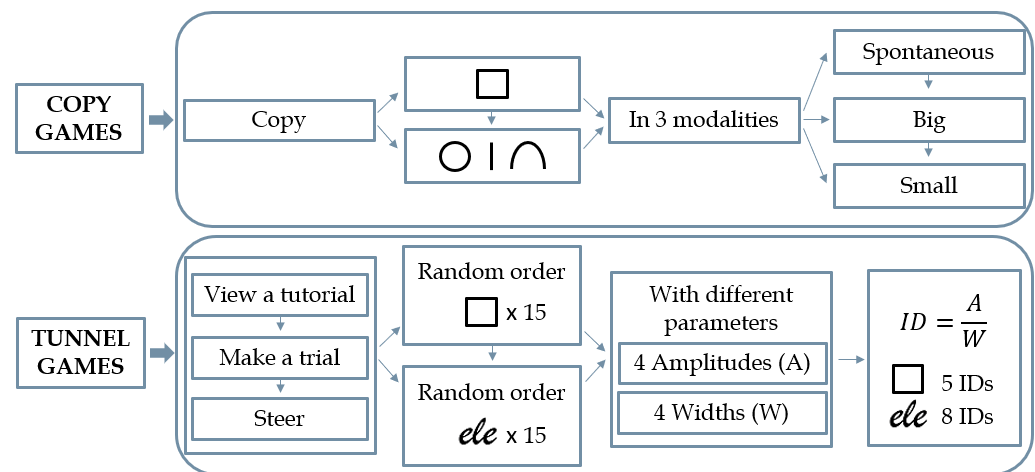 COPY
GAMES
Copy
In 3 modalities
Spontaneous
Big
Small
TUNNEL
GAMES
View a tutorial
Make a trial
Steer
Random order
x 15
Random order
ele x 15
With different
parameters
4 Amplitudes (A)
4 Widths (W)
ID = A/W
5 IDs
ele 8 IDs